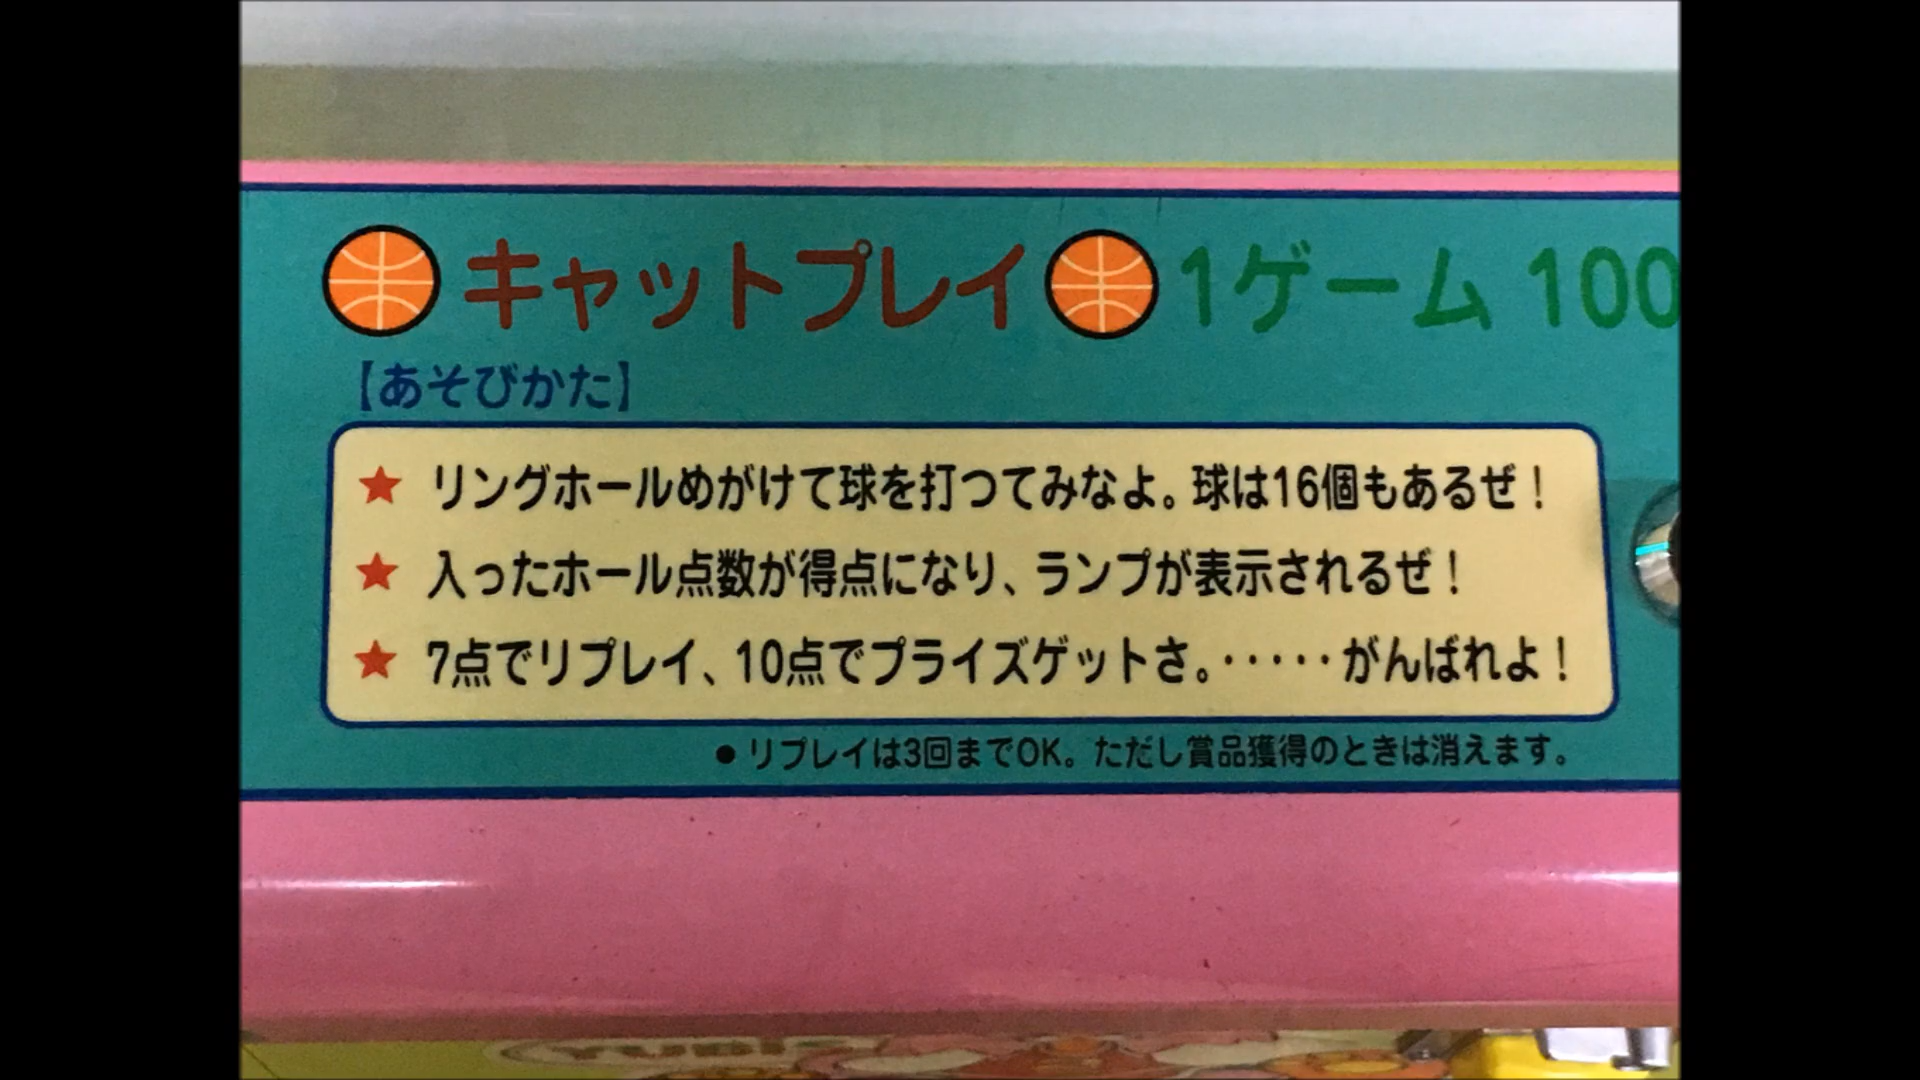 キャットプレイ 1ゲーム 100
【あそびかた】
★ リングホールめがけて球を打つてみなよ。球は16個もあるぜ!
★ 入ったホール点数が得点になり、ランプが表示されるぜ!
★ 7点でリプレイ、10点でプライズゲットさ。‥‥・がんばれよ!
● リプレイは3回までOK。ただし賞品獲得のときは消えます。